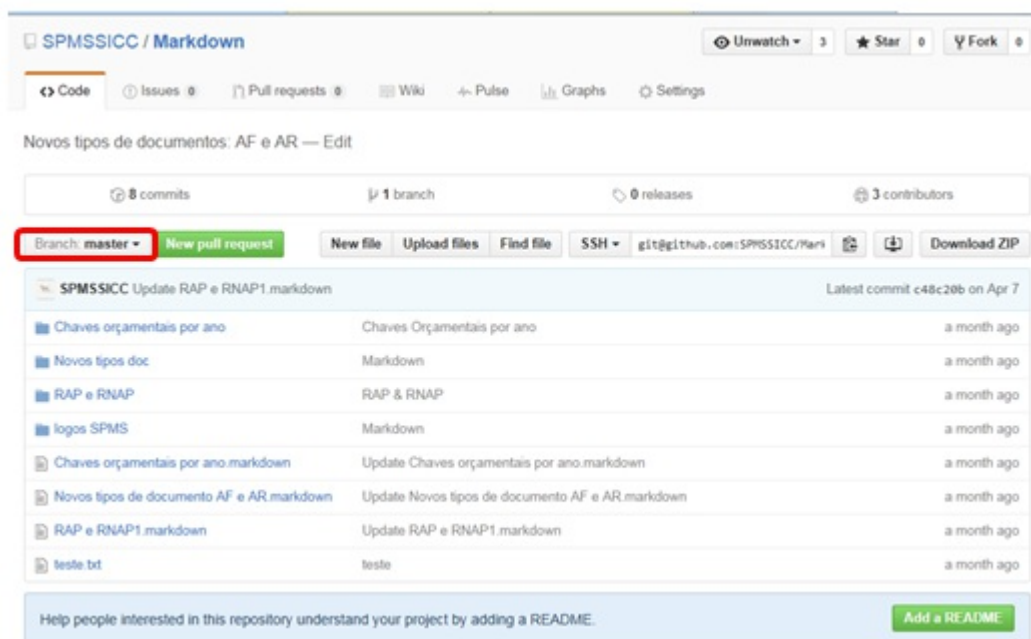 SPMSSICC / Markdown Unwatch 3 Star 0 Fork 0
Code Issues 0 Pull requests 0 Wiki Pulse Graphs Settings
Novos tipos de documentos: AF e AR — Edit
8 commits 1 branch 0 releases 3 contributors
Branch: master New pull request New file Upload files Find file SSH git@github.com:SPMSSICC/Mark Download ZIP
SPMSSICC Update RAP e RNAP1.markdown Latest commit c48c20b on Apr 7
Chaves orçamentais por ano Chaves Orçamentais por ano a month ago
Novos tipos doc Markdown a month ago
RAP e RNAP RAP & RNAP a month ago
logos SPMS Markdown a month ago
Chaves orçamentais por ano.markdown Update Chaves orçamentais por ano.markdown a month ago
Novos tipos de documento AF e AR.markdown Update Novos tipos de documento AF e AR.markdown a month ago
RAP e RNAP1.markdown Update RAP e RNAP1.markdown a month ago
teste.txt teste a month ago
Help people interested in this repository understand your project by adding a README. Add a README